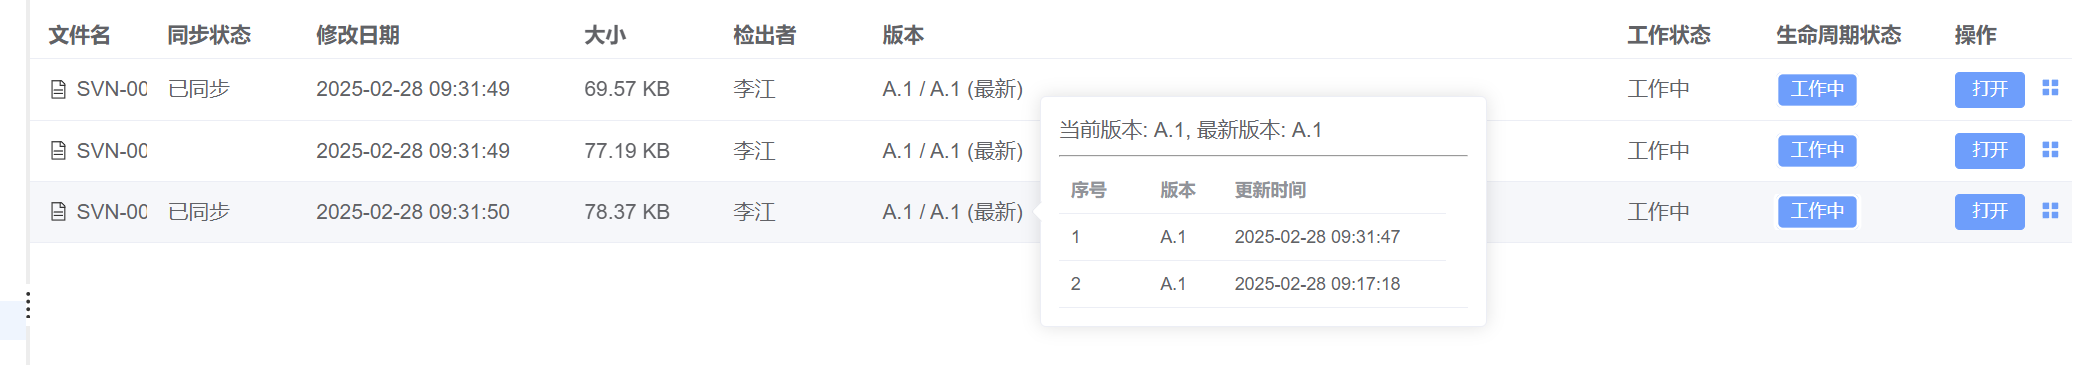 文件名 同步状态 修改日期 大小 检出者 版本 工作状态 生命周期状态 操作
SVN-00 已同步 2025-02-28 09:31:49 69.57 KB 李江 A.1 / A.1 (最新) 工作中 工作中 打开
SVN-00 2025-02-28 09:31:49 77.19 KB 李江 A.1 / A.1 (最新) 工作中 工作中 打开
SVN-00 已同步 2025-02-28 09:31:50 78.37 KB 李江 A.1 / A.1 (最新) 工作中 工作中 打开
当前版本: A.1, 最新版本: A.1
序号 版本 更新时间
1 A.1 2025-02-28 09:31:47
2 A.1 2025-02-28 09:17:18